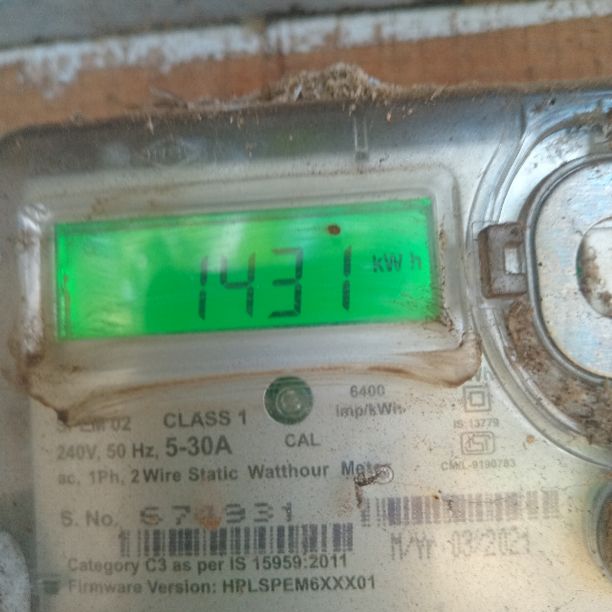 1431 kWh
6400
imp/kWh
CLASS 1
IS 13779
240V, 50 Hz, 5-30A
CAL
CM/L-9190783
ac, 1Ph, 2 Wire Static Watthour Meter
S. No.
M/Yr 03/2021
Category C3 as per IS 15959:2011
Firmware Version: HPLSPEM6XXX01